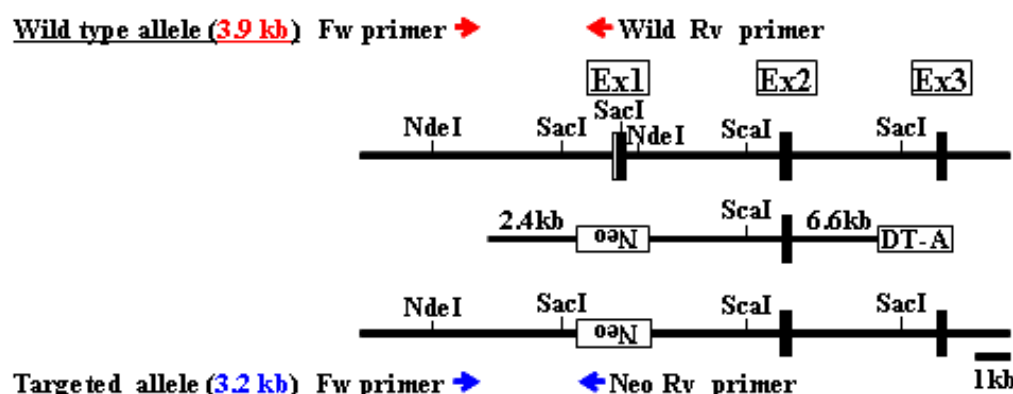 Wild type allele (3.9 kb) Fw primer Wild Rv primer
Ex1 Ex2 Ex3
SacI
NdeI SacI NdeI ScaI SacI
2.4kb Neo ScaI 6.6kb DT-A
NdeI SacI Neo ScaI SacI
1kb
Targeted allele (3.2 kb) Fw primer Neo Rv primer